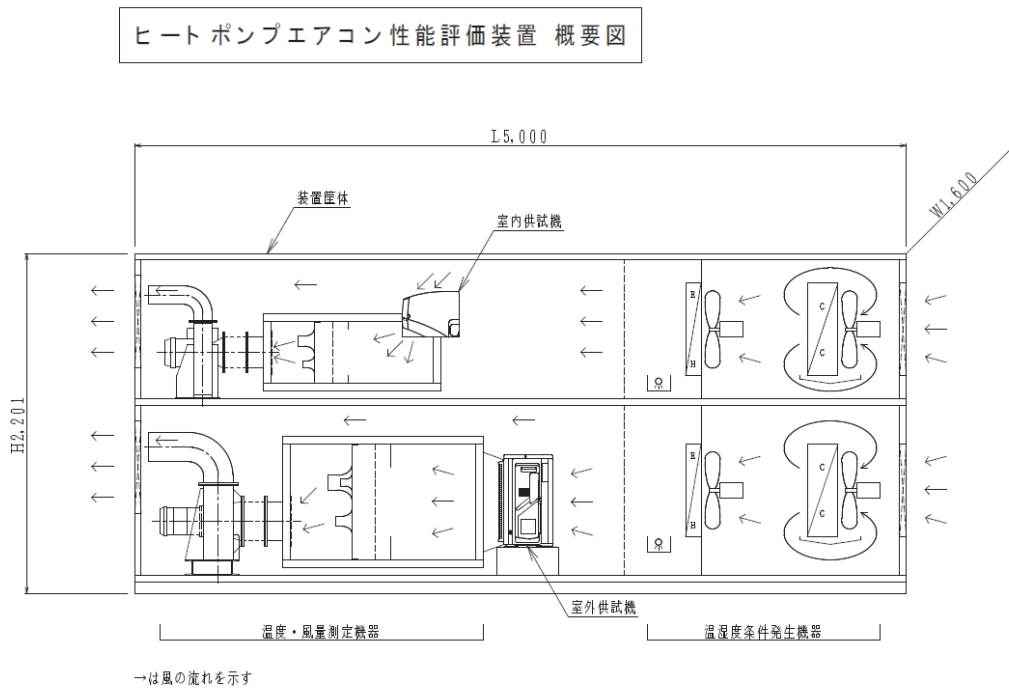 ヒートポンプエアコン性能評価装置 概要図
L5,000
W1,600
装置筐体
室内供試機
H2,201
E
H
C
C
E
H
C
C
室外供試機
温度・風量測定機器
温湿度条件発生機器
→は風の流れを示す